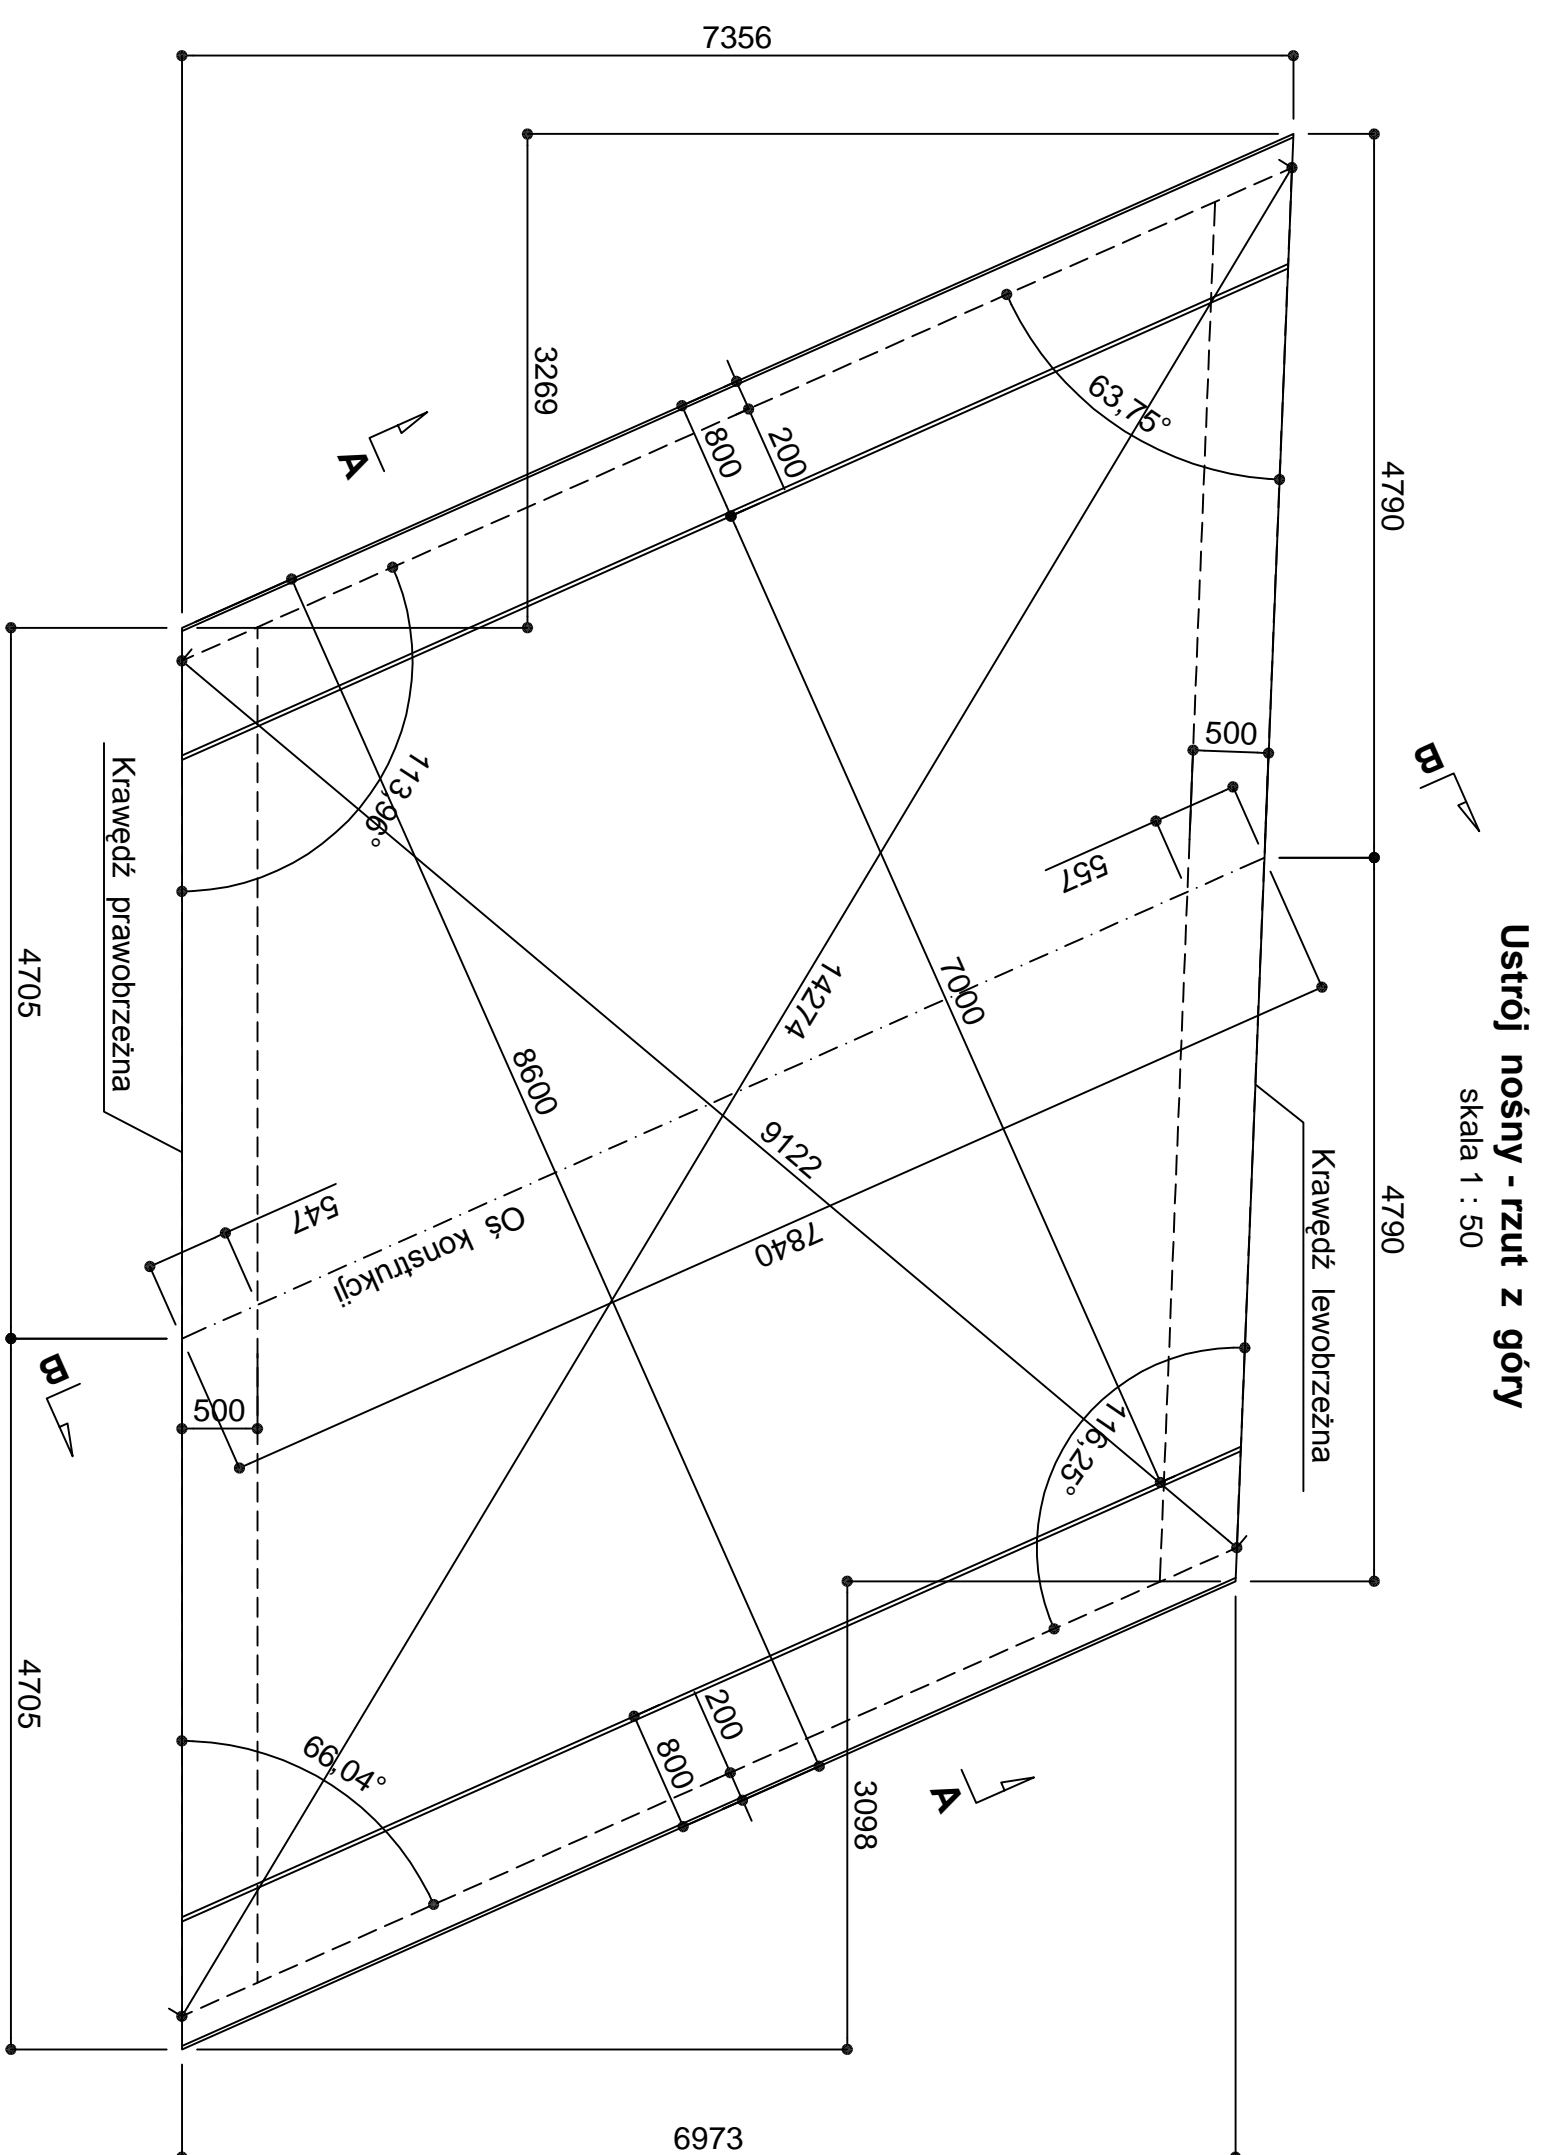 Ustrój nośny - rzut z góry
skala 1 : 50
7356
3269
4790
4790
63,75°
800
200
A
B
500
557
113,96°
Krawędź prawobrzeżna
4705
7000
14274
8600
9122
7840
Krawędź lewobrzeżna
547
Oś konstrukcji
B
500
116,25°
4705
66,04°
200
800
3098
A
6973